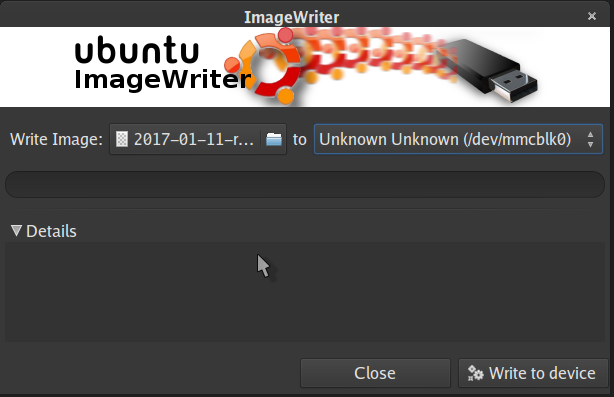 ImageWriter
ubuntu
ImageWriter
Write Image: 2017-01-11-r... to Unknown Unknown (/dev/mmcblk0)
Details
Close Write to device